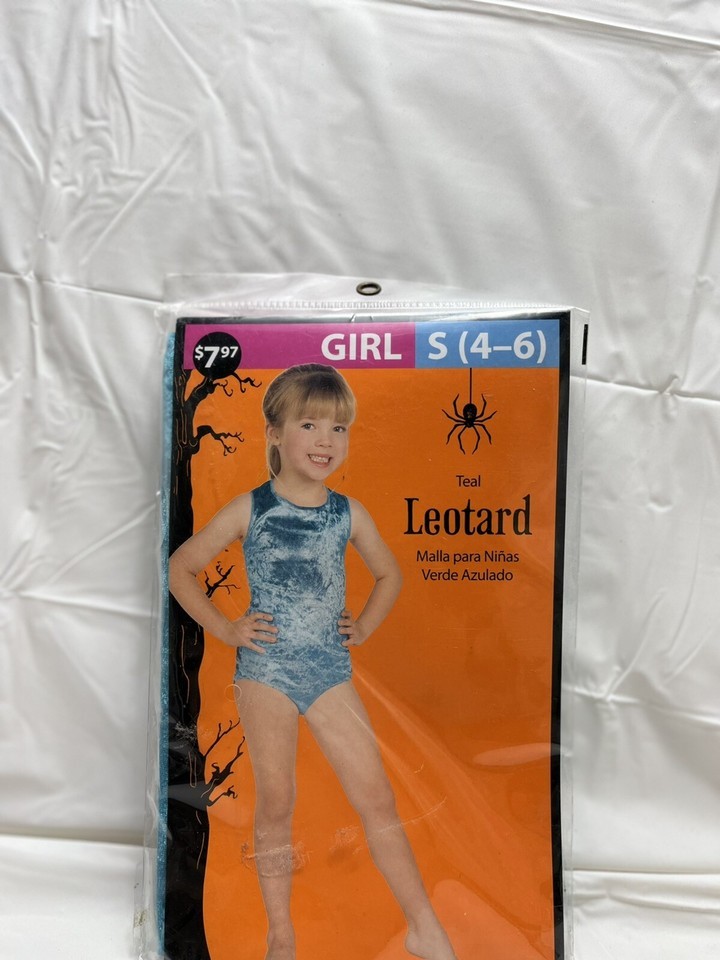 $7.97
GIRL S (4–6)
Teal
Leotard
Malla para Niñas
Verde Azulado